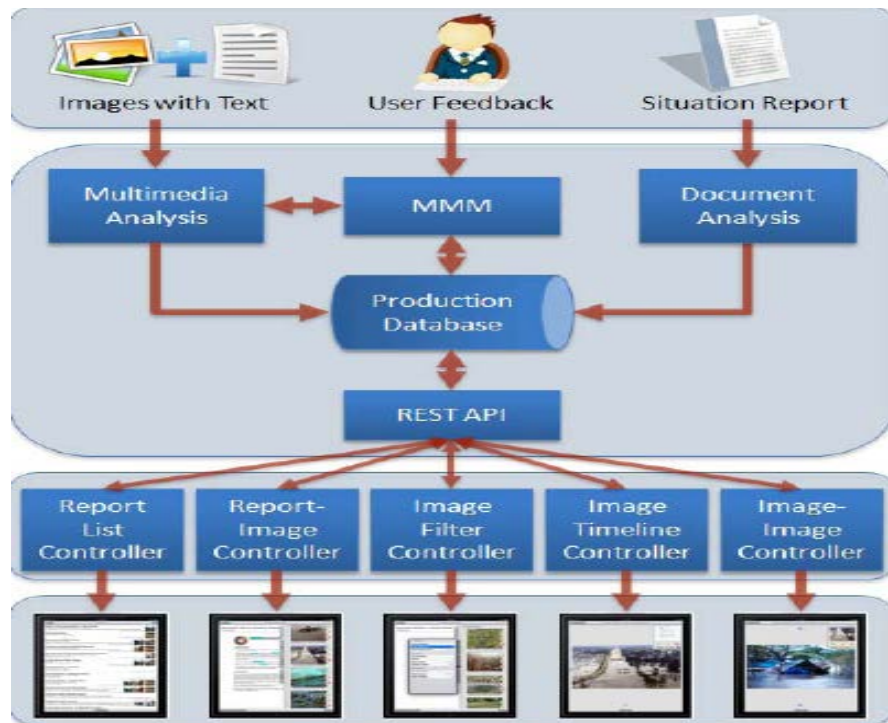 Images with Text
User Feedback
Situation Report
Multimedia
Analysis
MMM
Document
Analysis
Production
Database
REST API
Report
List
Controller
Report-
Image
Controller
Image
Filter
Controller
Image
Timeline
Controller
Image-
Image
Controller